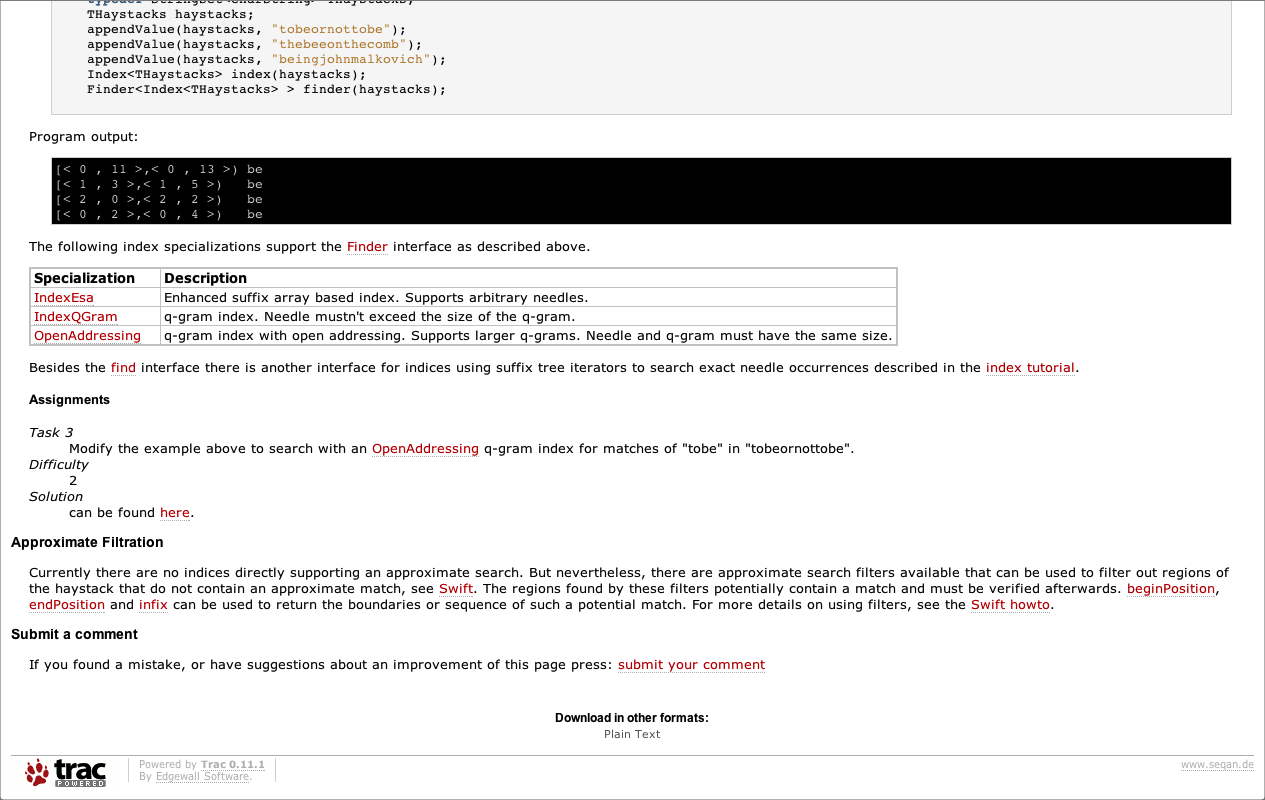 typedef StringSet<CharString> THaystacks;
THaystacks haystacks;
appendValue(haystacks, "tobeornottobe");
appendValue(haystacks, "thebeeonthecomb");
appendValue(haystacks, "beingjohnmalkovich");
Index<THaystacks> index(haystacks);
Finder<Index<THaystacks> > finder(haystacks);
Program output:
[< 0 , 11 >,< 0 , 13 >) be
[< 1 , 3 >,< 1 , 5 >)   be
[< 2 , 0 >,< 2 , 2 >)   be
[< 0 , 2 >,< 0 , 4 >)   be
The following index specializations support the Finder interface as described above.
Specialization Description
IndexEsa Enhanced suffix array based index. Supports arbitrary needles.
IndexQGram q-gram index. Needle mustn't exceed the size of the q-gram.
OpenAddressing q-gram index with open addressing. Supports larger q-grams. Needle and q-gram must have the same size.
Besides the find interface there is another interface for indices using suffix tree iterators to search exact needle occurrences described in the index tutorial.
Assignments
Task 3
Modify the example above to search with an OpenAddressing q-gram index for matches of "tobe" in "tobeornottobe".
Difficulty
2
Solution
can be found here.
Approximate Filtration
Currently there are no indices directly supporting an approximate search. But nevertheless, there are approximate search filters available that can be used to filter out regions of
the haystack that do not contain an approximate match, see Swift. The regions found by these filters potentially contain a match and must be verified afterwards. beginPosition,
endPosition and infix can be used to return the boundaries or sequence of such a potential match. For more details on using filters, see the Swift howto.
Submit a comment
If you found a mistake, or have suggestions about an improvement of this page press: submit your comment
Download in other formats:
Plain Text
trac
POWERED
Powered by Trac 0.11.1
By Edgewall Software.
www.seqan.de